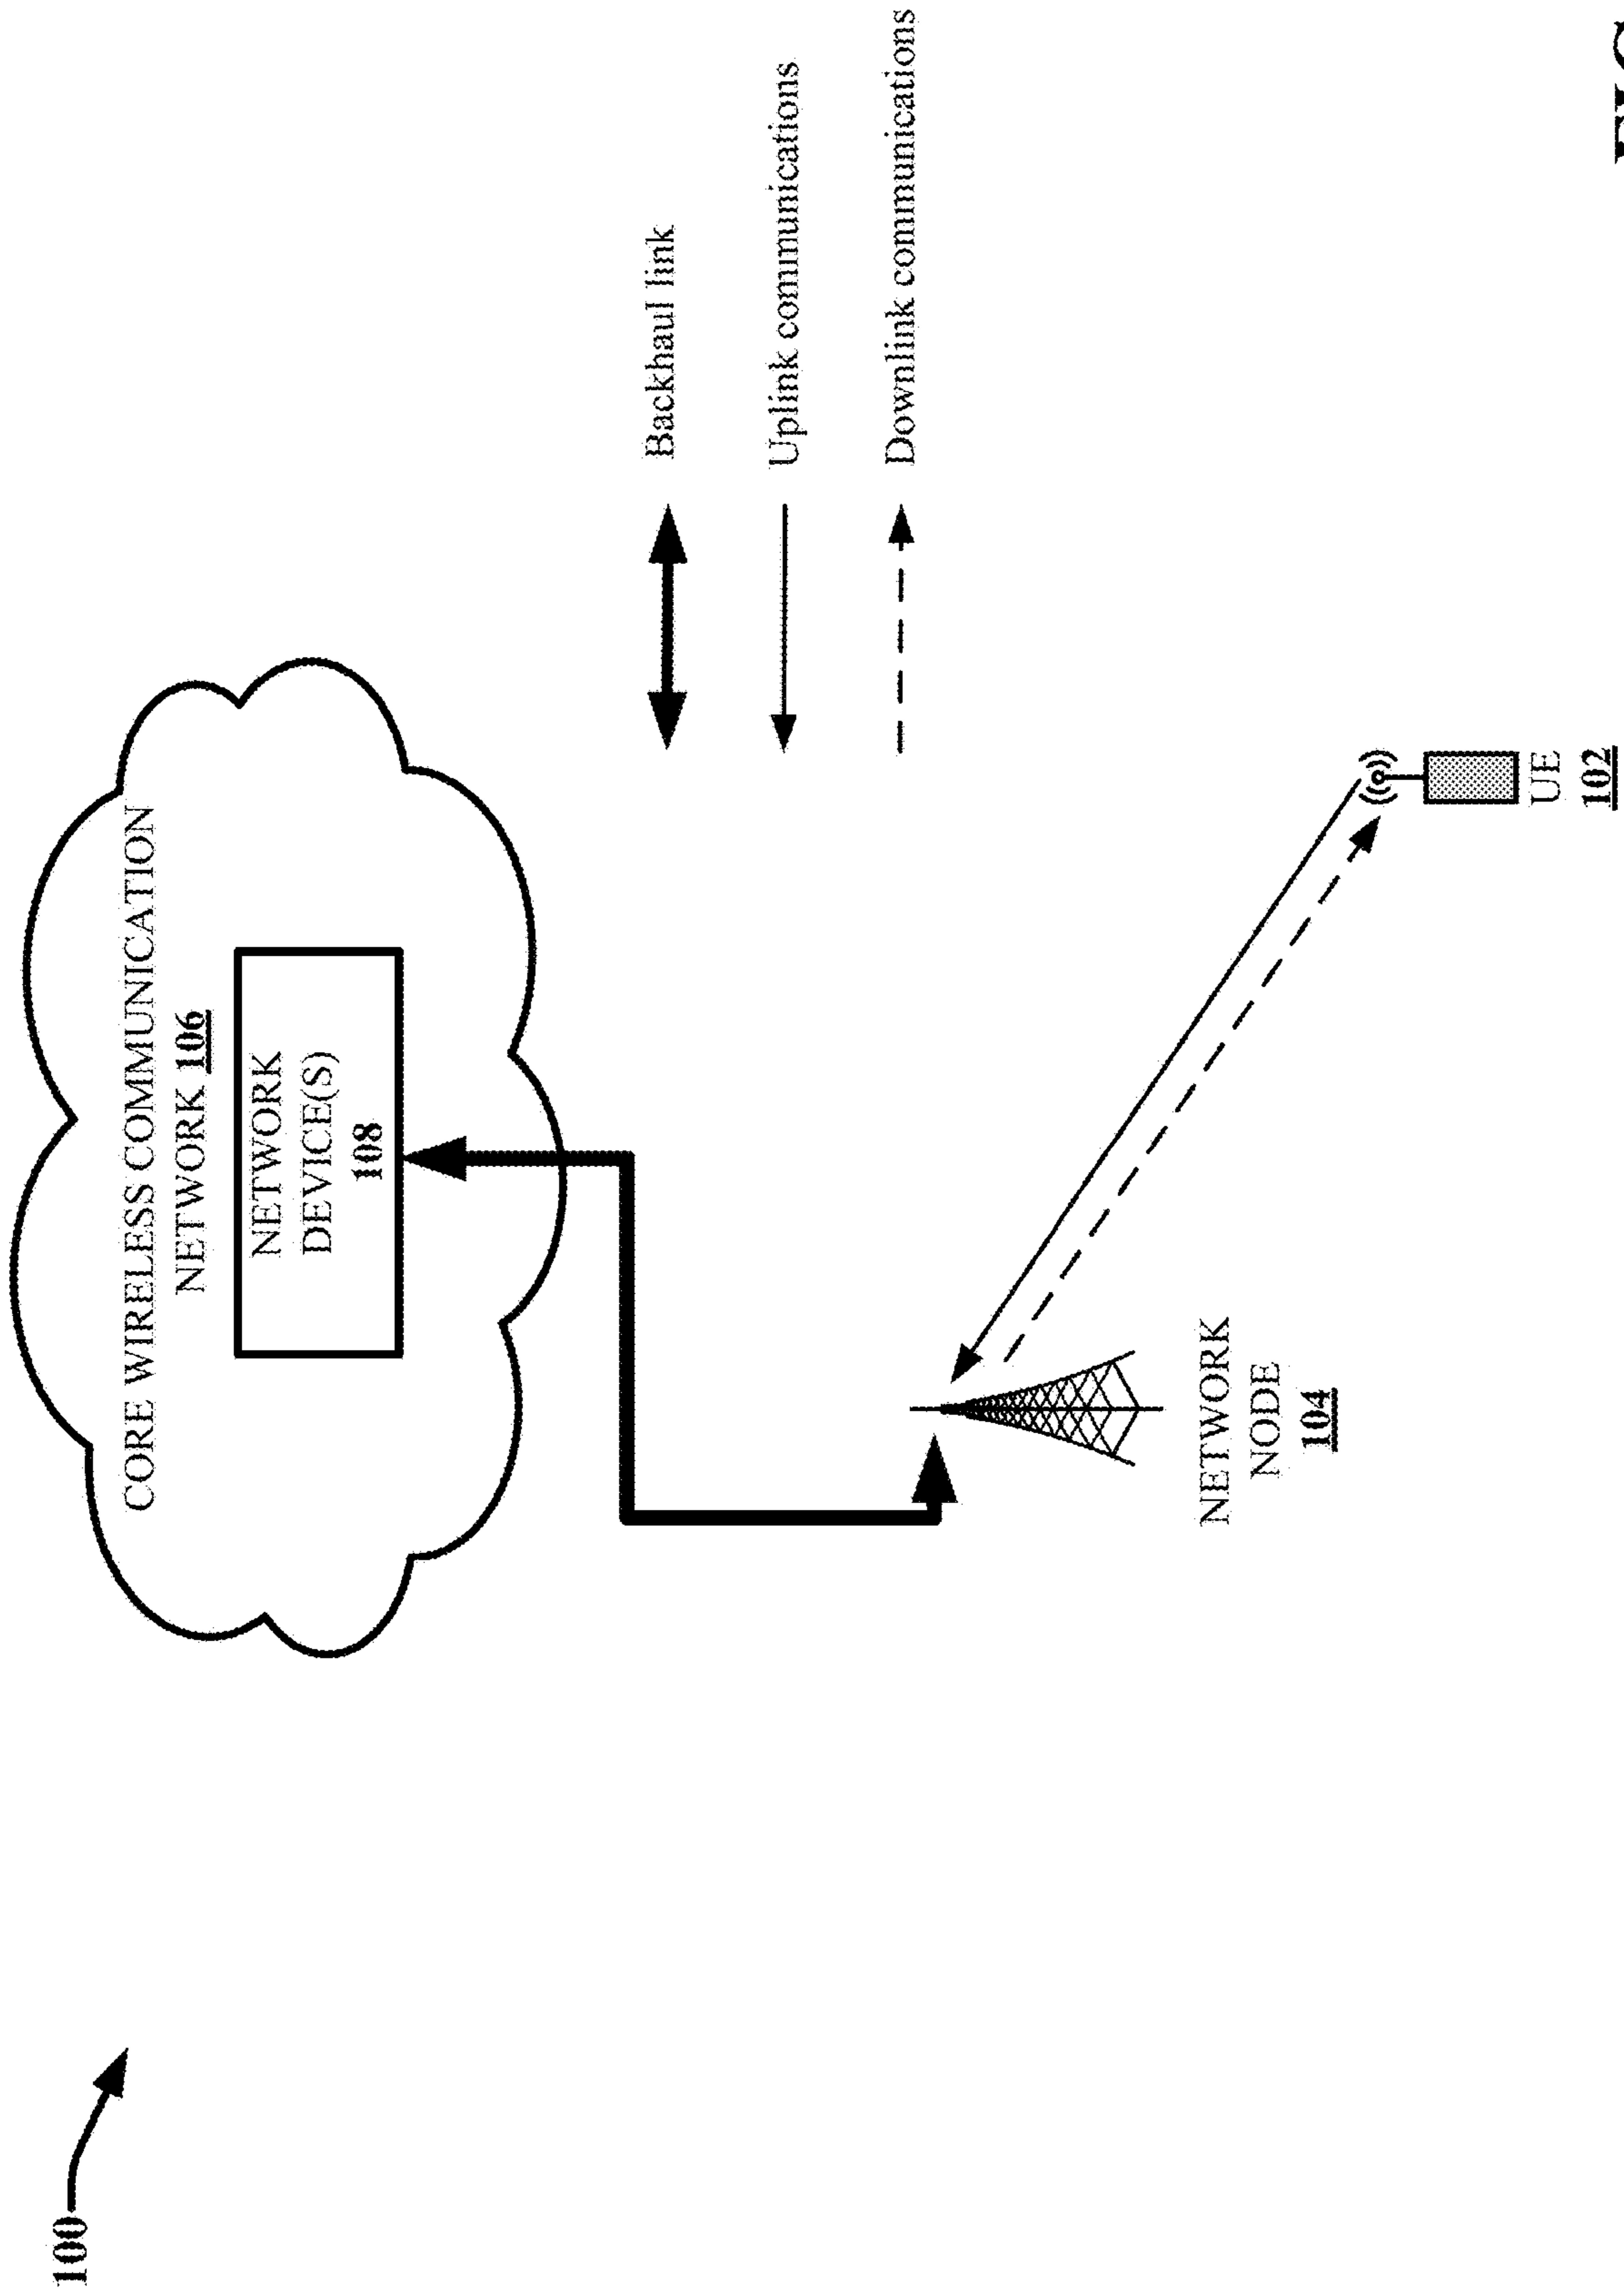 100
CORE WIRELESS COMMUNICATION
NETWORK 106
NETWORK
DEVICE(S)
108
Backhaul link
Uplink communications
Downlink communications
NETWORK
NODE
104
UE
102